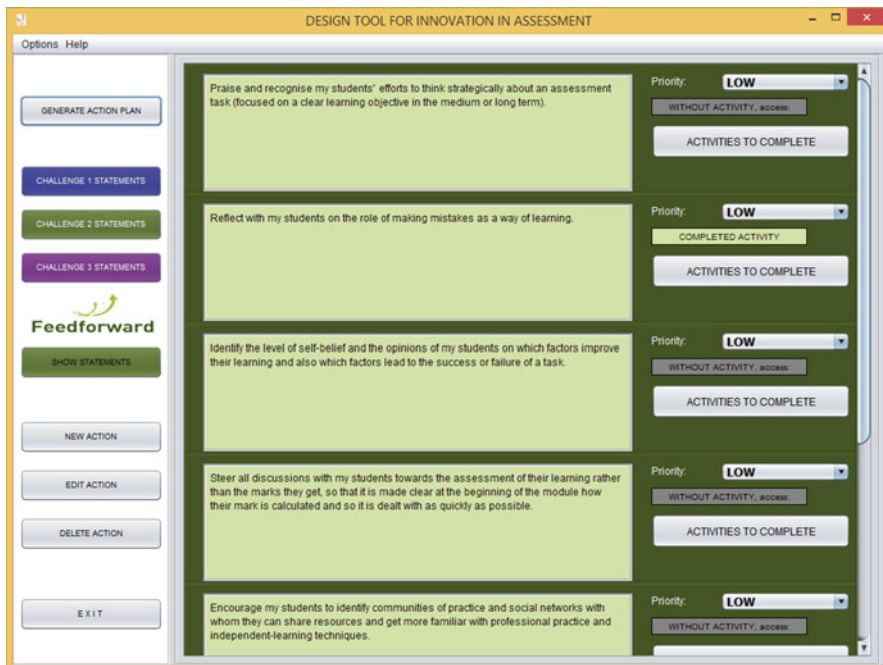 DESIGN TOOL FOR INNOVATION IN ASSESSMENT
Options Help
GENERATE ACTION PLAN
CHALLENGE 1 STATEMENTS
CHALLENGE 2 STATEMENTS
CHALLENGE 3 STATEMENTS
Feedforward
SHOW STATEMENTS
NEW ACTION
EDIT ACTION
DELETE ACTION
EXIT
Praise and recognise my students' efforts to think strategically about an assessment
task (focused on a clear learning objective in the medium or long term).
Priority: LOW
WITHOUT ACTIVITY, access:
ACTIVITIES TO COMPLETE
Reflect with my students on the role of making mistakes as a way of learning.
Priority: LOW
COMPLETED ACTIVITY
ACTIVITIES TO COMPLETE
Identify the level of self-belief and the opinions of my students on which factors improve
their learning and also which factors lead to the success or failure of a task.
Priority: LOW
WITHOUT ACTIVITY, access:
ACTIVITIES TO COMPLETE
Steer all discussions with my students towards the assessment of their learning rather
than the marks they get, so that it is made clear at the beginning of the module how
their mark is calculated and so it is dealt with as quickly as possible.
Priority: LOW
WITHOUT ACTIVITY, access:
ACTIVITIES TO COMPLETE
Encourage my students to identify communities of practice and social networks with
whom they can share resources and get more familiar with professional practice and
independent-learning techniques.
Priority: LOW
WITHOUT ACTIVITY, access: